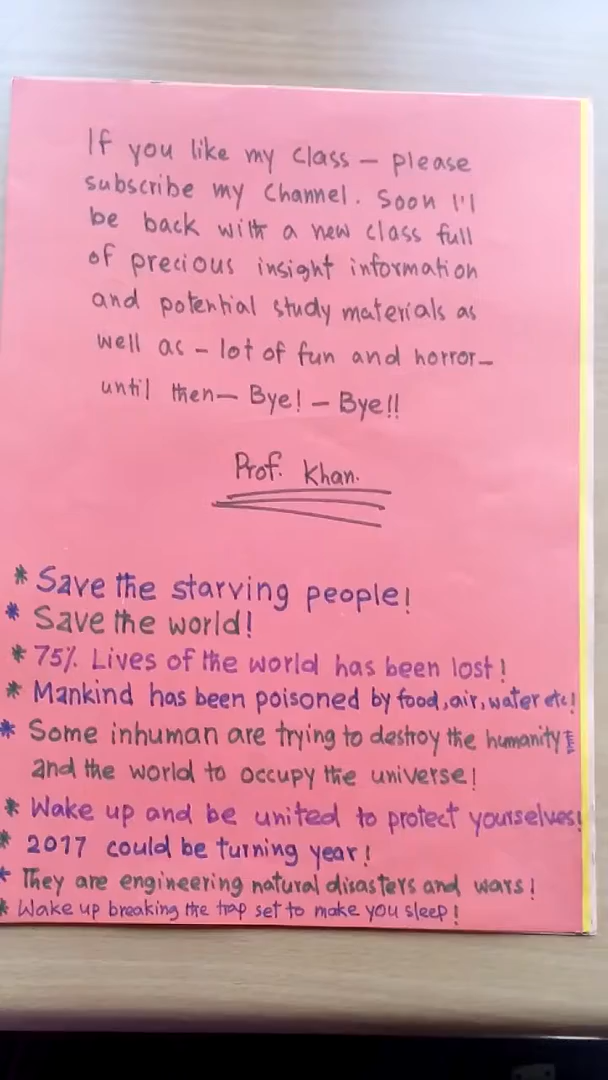 If you like my class – please
subscribe my Channel. Soon I'l
be back with a new class full
of precious insight information
and potential study materials as
well as – lot of fun and horror–
until then– Bye! – Bye!!
Prof. Khan.
* Save the starving people!
* Save the world!
* 75% Lives of the world has been lost!
* Mankind has been poisoned by food, air, water etc!
* Some inhuman are trying to destroy the humanity
and the world to occupy the universe!
* Wake up and be united to protect yourselves!
* 2017 could be turning year!
* They are engineering natural disasters and wars!
* Wake up breaking the trap set to make you sleep!